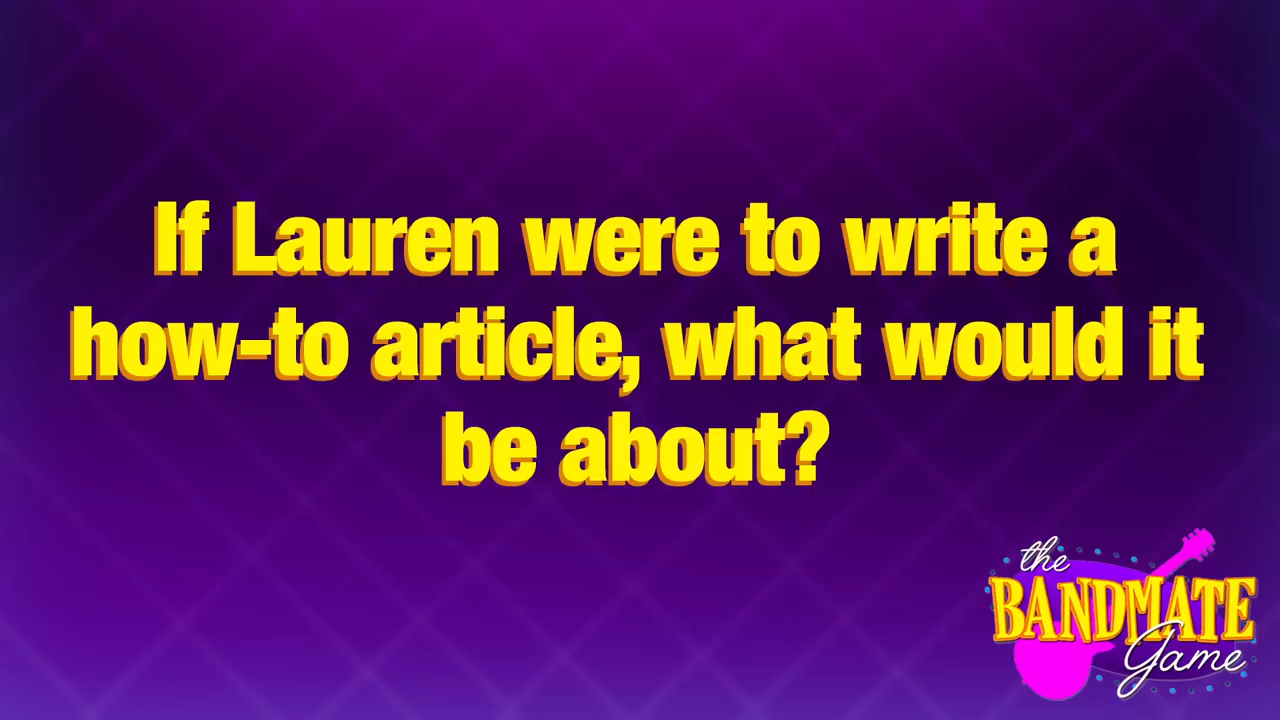 If Lauren were to write a
how-to article, what would it
be about?
the
BANDMATE
Game